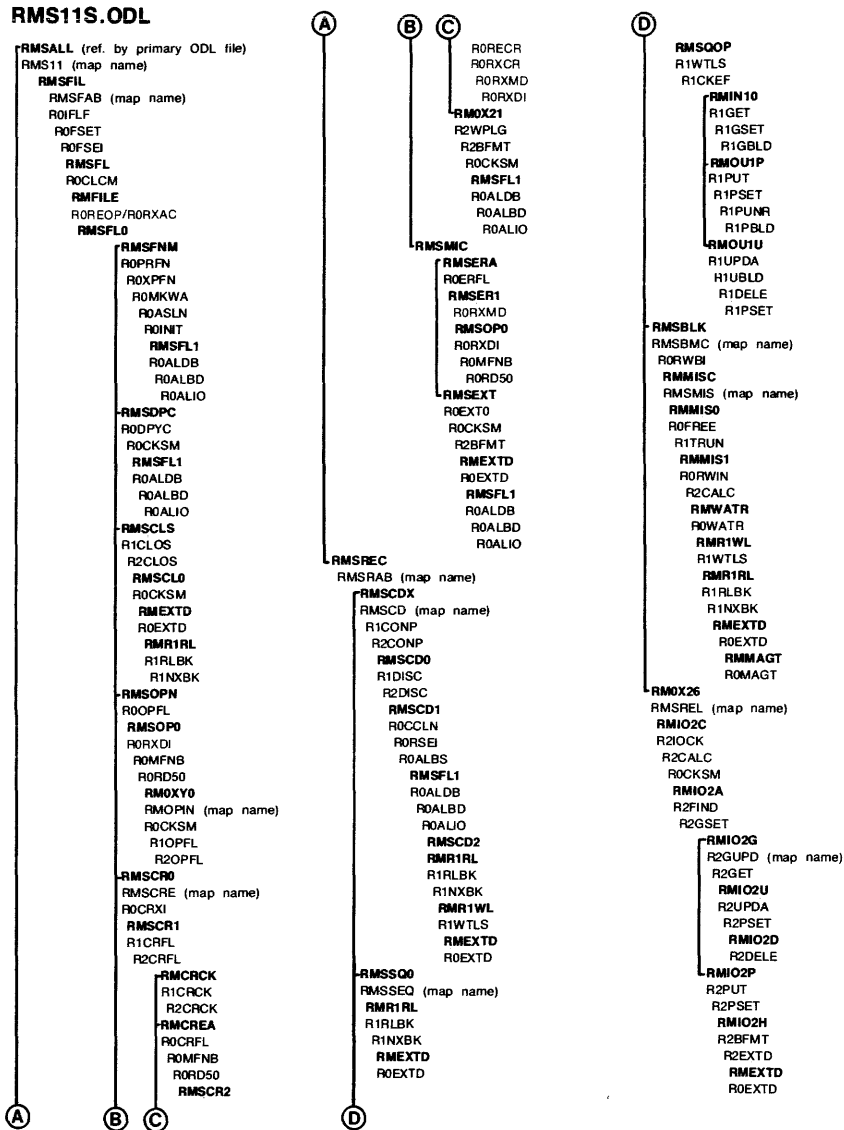 RMS11S.ODL
RMSALL (ref. by primary ODL file)
RMS11 (map name)
RMSFIL
RMSFAB (map name)
R0IFLF
R0FSET
R0FSEI
RMSFL
R0CLCM
RMFILE
R0REOP/R0RXAC
RMSFL0
RMSFNM
R0PRFN
R0XPFN
R0MKWA
R0ASLN
R0INIT
RMSFL1
R0ALDB
R0ALBD
R0ALIO
RMSDPC
R0DPYC
R0CKSM
RMSFL1
R0ALDB
R0ALBD
R0ALIO
RMSCLS
R1CLOS
R2CLOS
RMSCL0
R0CKSM
RMEXTD
R0EXTD
RMR1RL
R1RLBK
R1NXBK
RMSOPN
R0OPFL
RMSOP0
R0RXDI
R0MFNB
R0RD50
RM0XY0
RMOPIN (map name)
R0CKSM
R1OPFL
R2OPFL
RMSCR0
RMSCRE (map name)
R0CRXI
RMSCR1
R1CRFL
R2CRFL
RMCRCK
R1CRCK
R2CRCK
RMCREA
R0CRFL
R0MFNB
R0RD50
RMSCR2
A
B
C
A
B
C
R0RECR
R0RXCR
R0RXMD
R0RXDI
RM0X21
R2WPLG
R2BFMT
R0CKSM
RMSFL1
R0ALDB
R0ALBD
R0ALIO
RMSMIC
RMSERA
R0ERFL
RMSER1
R0RXMD
RMSOP0
R0RXDI
R0MFNB
R0RD50
RMSEXT
R0EXT0
R0CKSM
R2BFMT
RMEXTD
R0EXTD
RMSFL1
R0ALDB
R0ALBD
R0ALIO
RMSREC
RMSRAB (map name)
RMSCDX
RMSCD (map name)
R1CONP
R2CONP
RMSCD0
R1DISC
R2DISC
RMSCD1
R0CCLN
R0RSEI
R0ALBS
RMSFL1
R0ALDB
R0ALBD
R0ALIO
RMSCD2
RMR1RL
R1RLBK
R1NXBK
RMR1WL
R1WTLS
RMEXTD
R0EXTD
RMSSQ0
RMSSEQ (map name)
RMR1RL
R1RLBK
R1NXBK
RMEXTD
R0EXTD
D
D
RMSQOP
R1WTLS
R1CKEF
RMIN10
R1GET
R1GSET
R1GBLD
RMOU1P
R1PUT
R1PSET
R1PUNR
R1PBLD
RMOU1U
R1UPDA
R1UBLD
R1DELE
R1PSET
RMSBLK
RMSBMC (map name)
R0RWBI
RMMISC
RMSMIS (map name)
RMMIS0
R0FREE
R1TRUN
RMMIS1
R0RWIN
R2CALC
RMWATR
R0WATR
RMR1WL
R1WTLS
RMR1RL
R1RLBK
R1NXBK
RMEXTD
R0EXTD
RMMAGT
R0MAGT
RM0X26
RMSREL (map name)
RMIO2C
R2IOCK
R2CALC
R0CKSM
RMIO2A
R2FIND
R2GSET
RMIO2G
R2GUPD (map name)
R2GET
RMIO2U
R2UPDA
R2PSET
RMIO2D
R2DELE
RMIO2P
R2PUT
R2PSET
RMIO2H
R2BFMT
R2EXTD
RMEXTD
R0EXTD